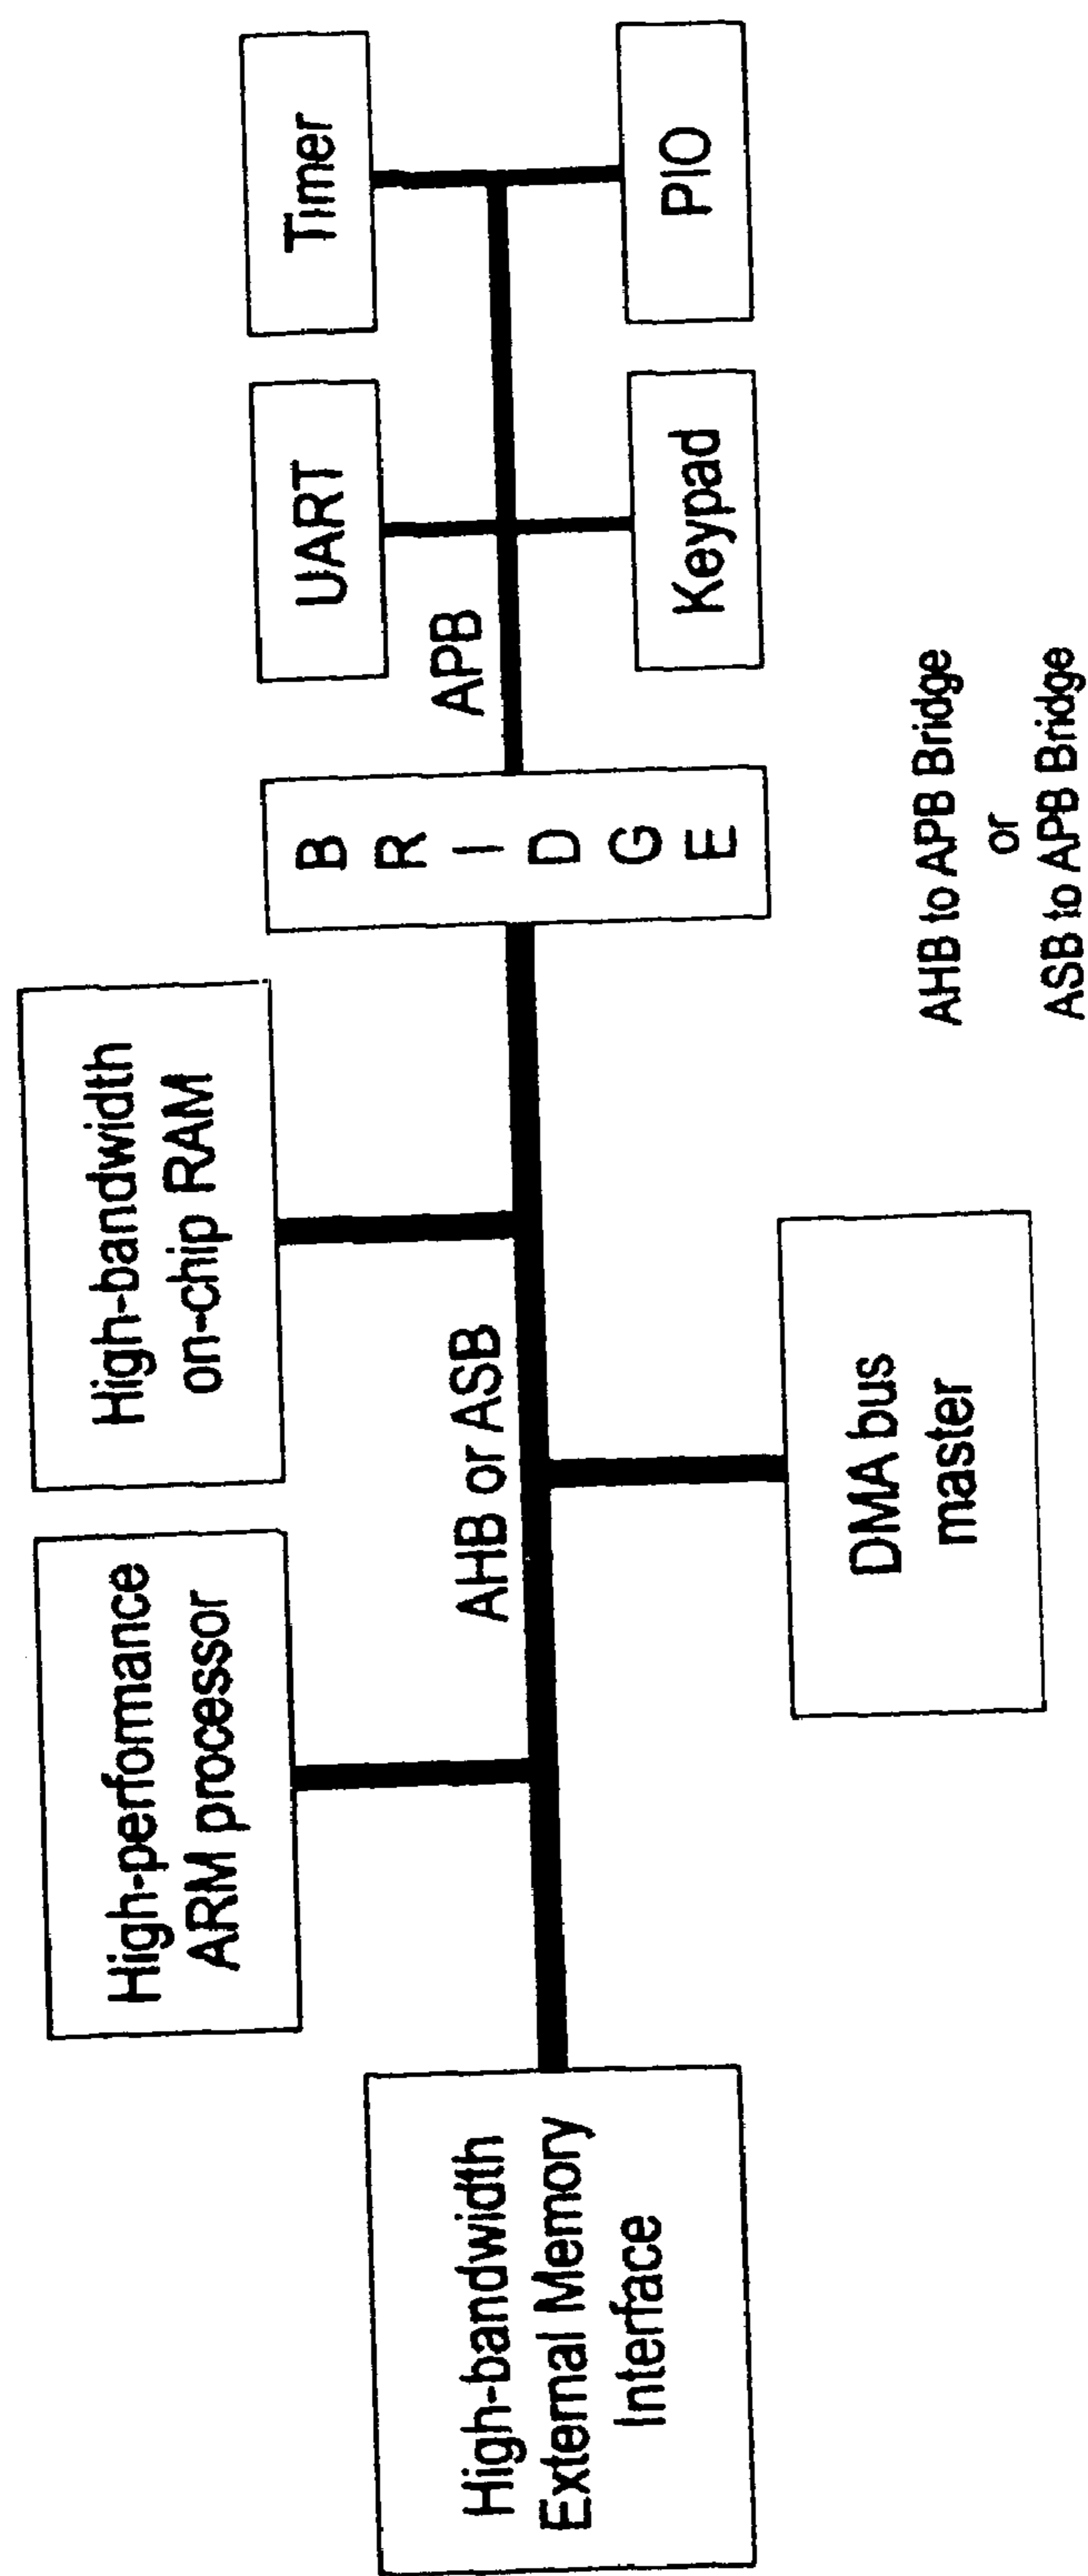 High-perfomance
ARM processor
High-bandwidth
on-chip RAM
High-bandwidth
External Memory
Interface
AHB or ASB
DMA bus
master
B
R
I
D
G
E
APB
UART
Timer
Keypad
PIO
AHB to APB Bridge
or
ASB to APB Bridge